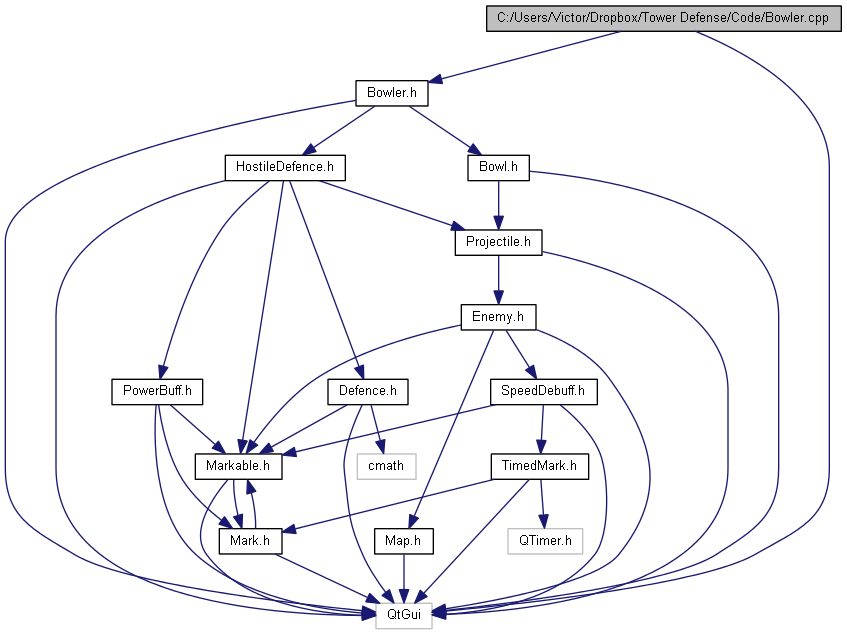 C:/Users/Victor/Dropbox/Tower Defense/Code/Bowler.cpp
Bowler.h
HostileDefence.h
Bowl.h
Projectile.h
Enemy.h
PowerBuff.h
Defence.h
SpeedDebuff.h
Markable.h
cmath
TimedMark.h
Mark.h
Map.h
QTimer.h
QtGui